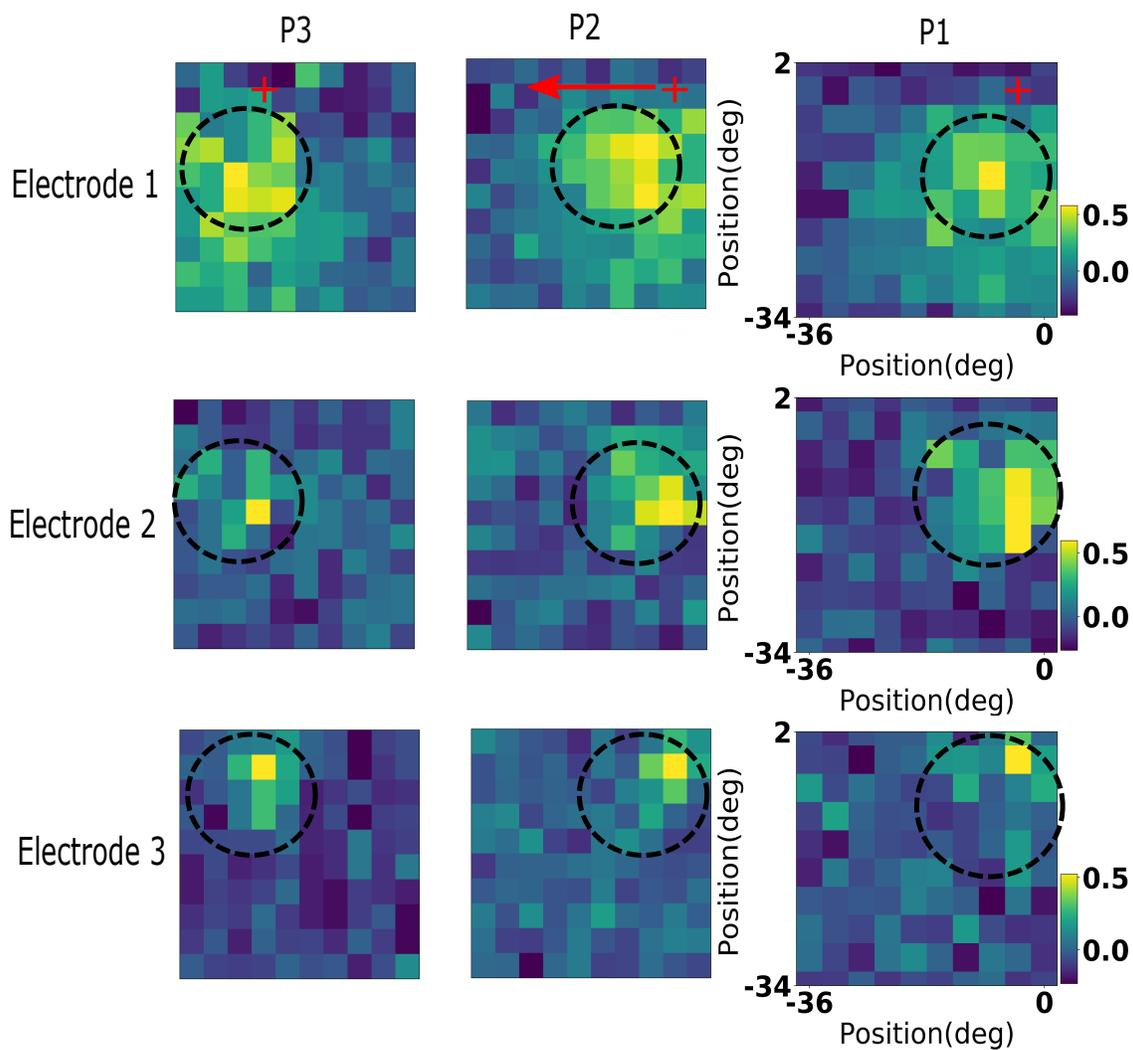 P3
P2
P1
Electrode 1
2
Position(deg)
-34
-36
0
Position(deg)
0.5
0.0
Electrode 2
2
Position(deg)
-34
-36
0
Position(deg)
0.5
0.0
Electrode 3
2
Position(deg)
-34
-36
0
Position(deg)
0.5
0.0